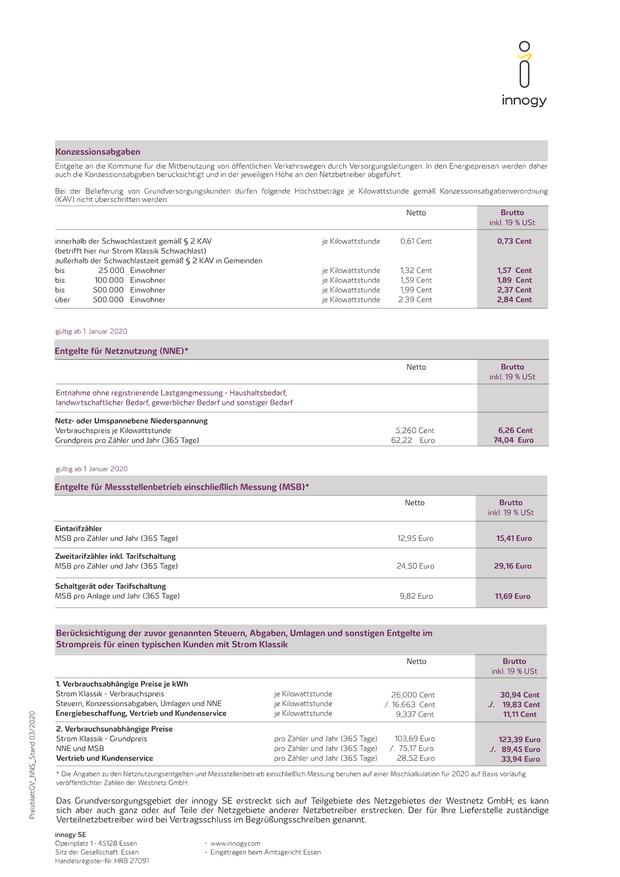 innogy
Konzessionsabgaben
Entgelte an die Kommune für die Mitbenutzung von öffentlichen Verkehrswegen durch Versorgungsleitungen. In den Energiepreisen werden daher
auch die Konzessionsabgaben berücksichtigt und in der jeweiligen Höhe an den Netzbetreiber abgeführt.
Bei der Belieferung von Grundversorgungskunden dürfen folgende Höchstbeträge je Kilowattstunde gemäß Konzessionsabgabenverordnung
(KAV) nicht überschritten werden:
Netto Brutto
inkl. 19 % USt
innerhalb der Schwachlastzeit gemäß § 2 KAV je Kilowattstunde 0,61 Cent 0,73 Cent
(betrifft hier nur Strom Klassik Schwachlast)
außerhalb der Schwachlastzeit gemäß § 2 KAV in Gemeinden
bis 25.000 Einwohner je Kilowattstunde 1,32 Cent 1,57 Cent
bis 100.000 Einwohner je Kilowattstunde 1,59 Cent 1,89 Cent
bis 500.000 Einwohner je Kilowattstunde 1,99 Cent 2,37 Cent
über 500.000 Einwohner je Kilowattstunde 2.39 Cent 2,84 Cent
gültig ab 1. Januar 2020
Entgelte für Netznutzung (NNE)*
Netto Brutto
inkl. 19 % USt
Entnahme ohne registrierende Lastgangmessung - Haushaltsbedarf,
landwirtschaftlicher Bedarf, gewerblicher Bedarf und sonstiger Bedarf
Netz- oder Umspannebene Niederspannung
Verbrauchspreis je Kilowattstunde 5,260 Cent 6,26 Cent
Grundpreis pro Zähler und Jahr (365 Tage) 62,22 Euro 74,04 Euro
gültig ab 1. Januar 2020
Entgelte für Messstellenbetrieb einschließlich Messung (MSB)*
Netto Brutto
inkl. 19 % USt
Eintarifzähler
MSB pro Zähler und Jahr (365 Tage) 12,95 Euro 15,41 Euro
Zweitarifzähler inkl. Tarifschaltung
MSB pro Zähler und Jahr (365 Tage) 24,50 Euro 29,16 Euro
Schaltgerät oder Tarifschaltung
MSB pro Anlage und Jahr (365 Tage) 9,82 Euro 11,69 Euro
Berücksichtigung der zuvor genannten Steuern, Abgaben, Umlagen und sonstigen Entgelte im
Strompreis für einen typischen Kunden mit Strom Klassik
Netto Brutto
inkl. 19 % USt
1. Verbrauchsabhängige Preise je kWh
Strom Klassik - Verbrauchspreis je Kilowattstunde 26,000 Cent 30,94 Cent
Steuern, Konzessionsabgaben, Umlagen und NNE je Kilowattstunde ./. 16,663 Cent ./. 19,83 Cent
Energiebeschaffung, Vertrieb und Kundenservice je Kilowattstunde 9,337 Cent 11,11 Cent
2. Verbrauchsunabhängige Preise
Strom Klassik - Grundpreis pro Zähler und Jahr (365 Tage) 103,69 Euro 123,39 Euro
NNE und MSB pro Zähler und Jahr (365 Tage) ./. 75,17 Euro ./. 89,45 Euro
Vertrieb und Kundenservice pro Zähler und Jahr (365 Tage) 28,52 Euro 33,94 Euro
* Die Angaben zu den Netznutzungsentgelten und Messstellenbetrieb einschließlich Messung beruhen auf einer Mischkalkulation für 2020 auf Basis vorläufig
veröffentlichter Zahlen der Westnetz GmbH.
Das Grundversorgungsgebiet der innogy SE erstreckt sich auf Teilgebiete des Netzgebietes der Westnetz GmbH; es kann
sich aber auch ganz oder auf Teile der Netzgebiete anderer Netzbetreiber erstrecken. Der für Ihre Lieferstelle zuständige
Verteilnetzbetreiber wird bei Vertragsschluss im Begrüßungsschreiben genannt.
innogy SE
Opernplatz 1 - 45128 Essen - www.innogy.com
Sitz der Gesellschaft: Essen - Eingetragen beim Amtsgericht Essen
Handelsregister-Nr. HRB 27091
PreisblattGV_NNS_Stand 03/2020